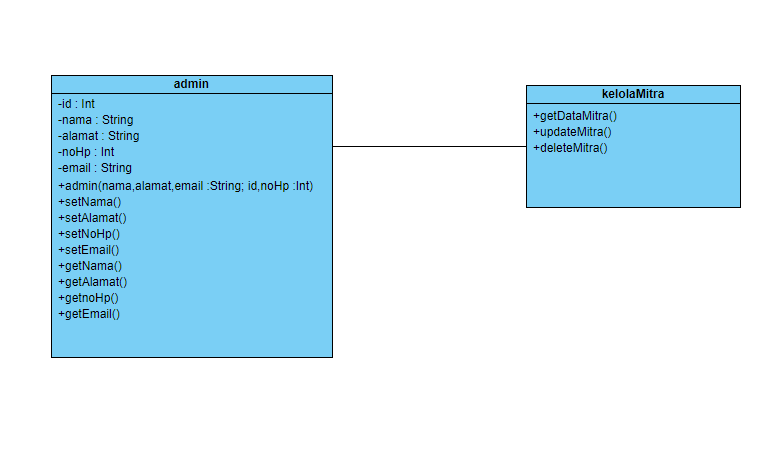 admin
-id : Int
-nama : String
-alamat : String
-noHp : Int
-email : String
+admin(nama,alamat,email :String; id,noHp :Int)
+setNama()
+setAlamat()
+setNoHp()
+setEmail()
+getNama()
+getAlamat()
+getnoHp()
+getEmail()
kelolaMitra
+getDataMitra()
+updateMitra()
+deleteMitra()